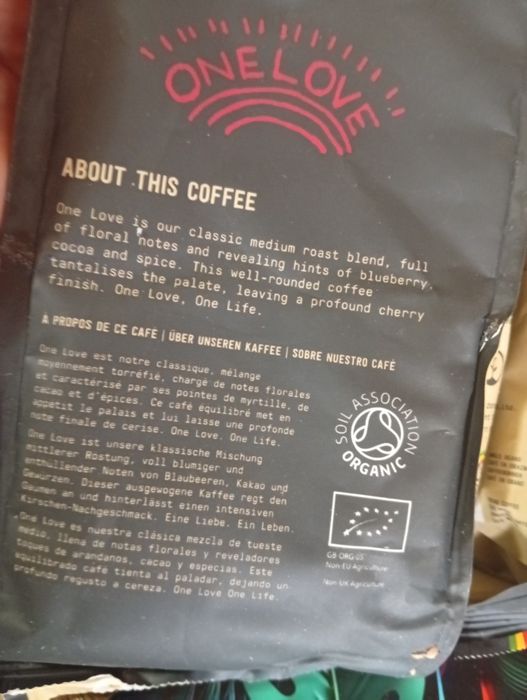 ONE LOVE
ABOUT THIS COFFEE
One Love is our classic medium roast blend, full
of floral notes and revealing hints of blueberry,
cocoa and spice. This well-rounded coffee
tantalises the palate, leaving a profound cherry
finish. One Love, One Life.
À PROPOS DE CE CAFÉ | ÜBER UNSEREN KAFFEE | SOBRE NUESTRO CAFÉ
One Love est notre classique, mélange
moyennement torréfié, chargé de notes florales
et caractérisé par ses pointes de myrtille, de
cacao et d'épices. Ce café équilibré met en
appetit le palais et lui laisse une profonde
note finale de cerise. One Love. One Life.
One Love ist unsere klassische Mischung
mittlerer Röstung, voll blumiger und
enthüllender Noten von Blaubeeren, Kakao und
Gewürzen. Dieser ausgewogene Kaffee regt den
Gaumen an und hinterlässt einen intensiven
Kirschen-Nachgeschmack. Eine Liebe. Ein Leben.
One Love es nuestra clásica mezcla de tueste
medio, llena de notas florales y reveladores
toques de arandanos, cacao y especias. Este
equilibrado café tienta al paladar, dejando un
profundo regusto a cereza. One Love One Life.
SOIL ASSOCIATION
ORGANIC
GB-ORG-05
Non-EU Agriculture
Non-UK Agriculture